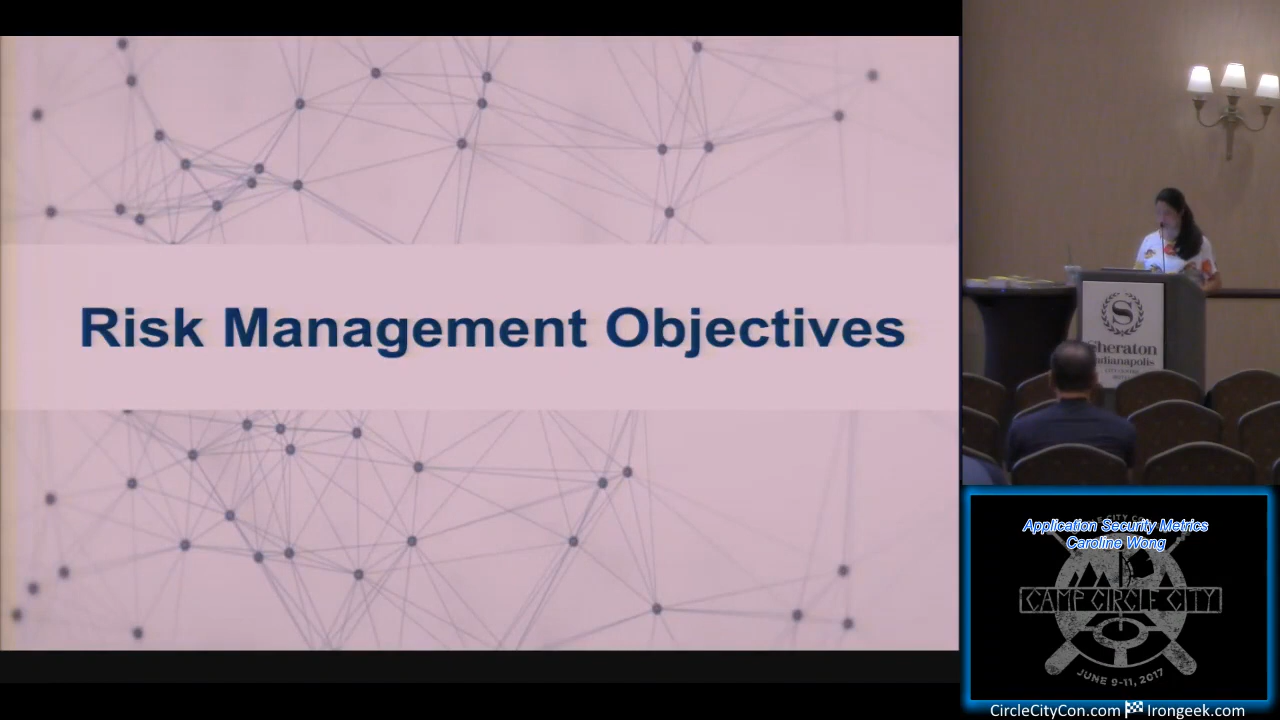 Risk Management Objectives
S
Sheraton
Indianapolis
Application Security Metrics
Caroline Wong
CAMP CIRCLE CITY
JUNE 9-11, 2017
CircleCityCon.com Irongeek.com